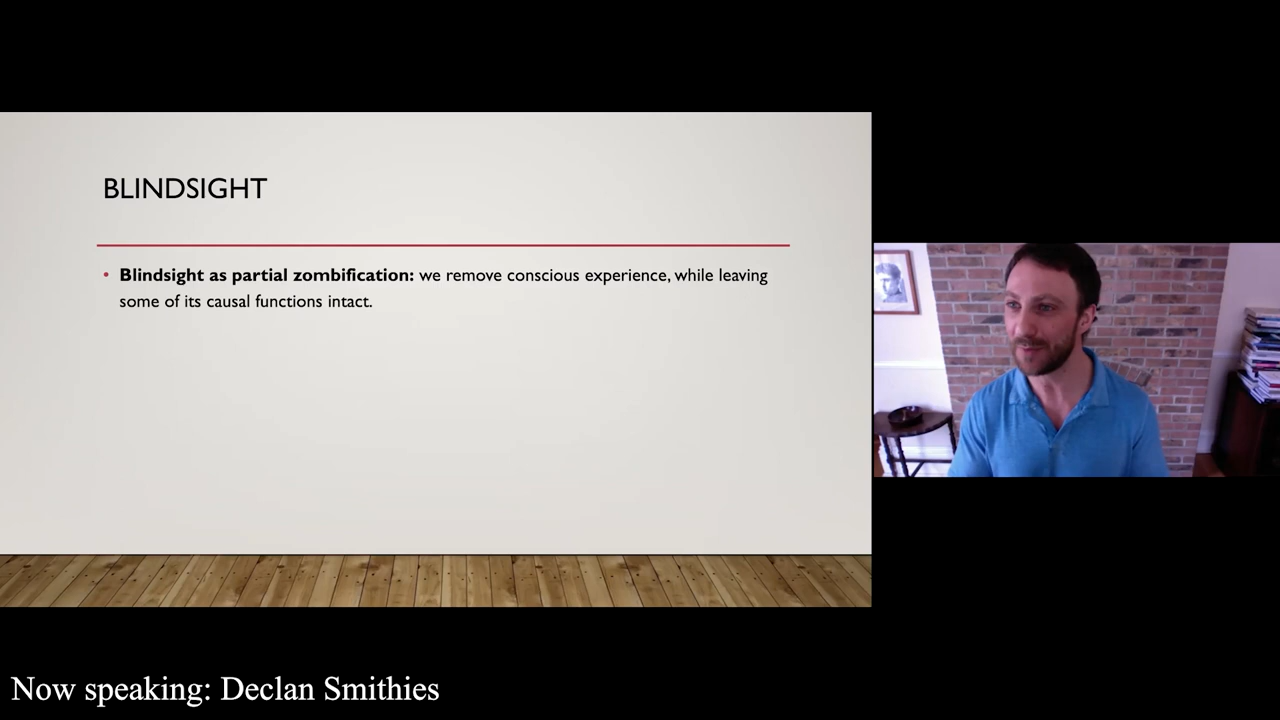 BLINDSIGHT
• Blindsight as partial zombification: we remove conscious experience, while leaving
some of its causal functions intact.
Now speaking: Declan Smithies